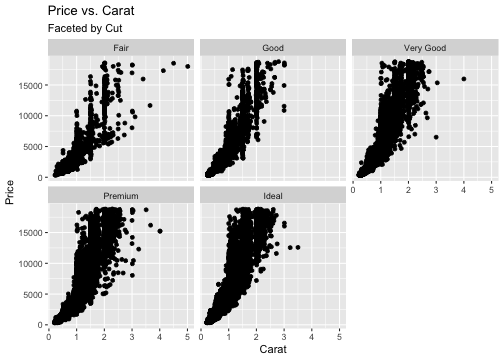 Price vs. Carat
Faceted by Cut
Fair Good Very Good
15000
10000
5000
0
0 1 2 3 4 5
Premium Ideal
15000
10000
5000
0
0 1 2 3 4 5 0 1 2 3 4 5
Price
Carat